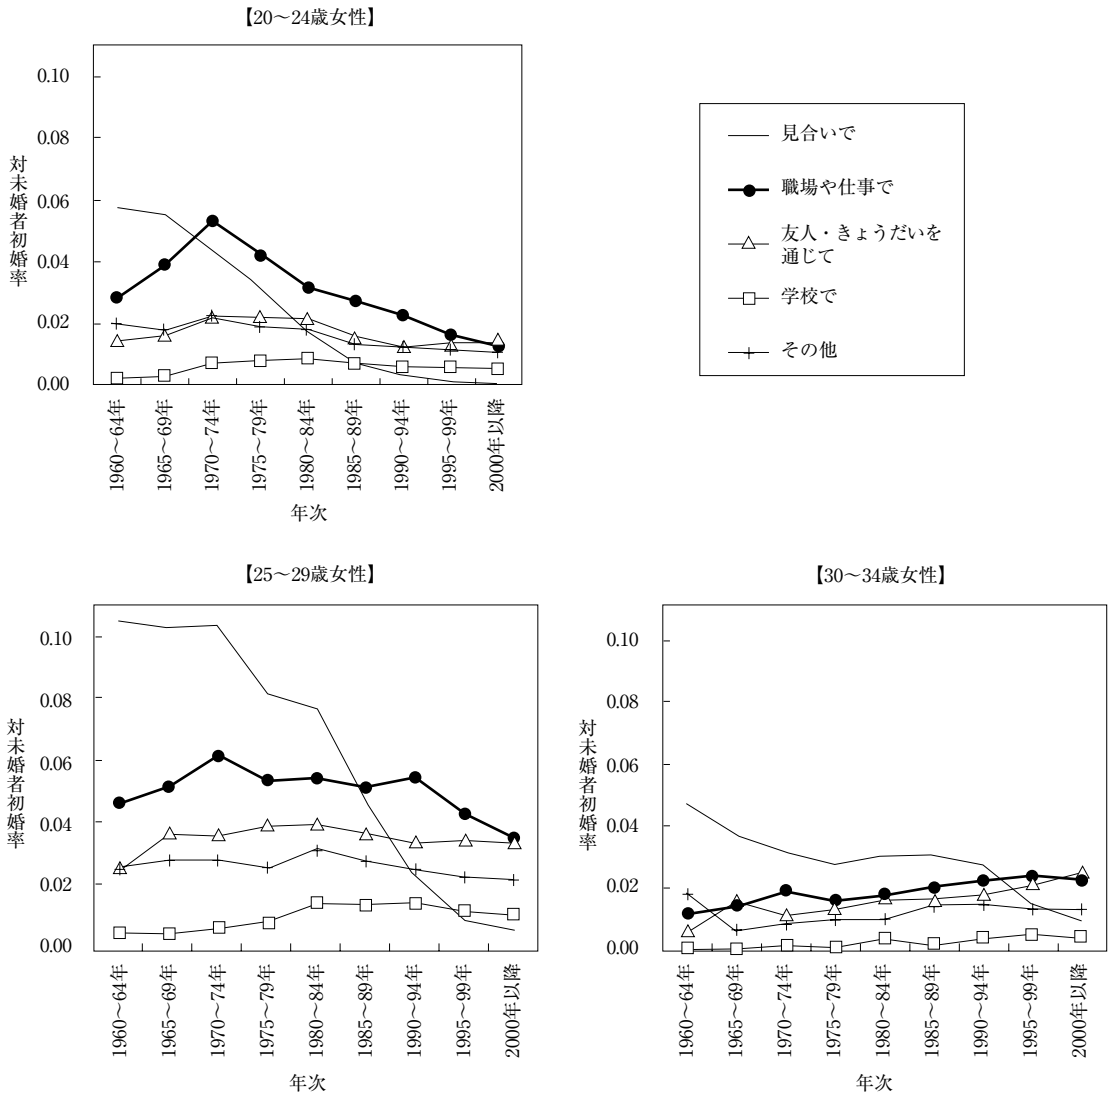 【20～24歳女性】
対未婚者初婚率
0.10
0.08
0.06
0.04
0.02
0.00
1960～64年
1965～69年
1970～74年
1975～79年
1980～84年
1985～89年
1990～94年
1995～99年
2000年以降
年次
見合いで
職場や仕事で
友人・きょうだいを
通じて
学校で
その他
【25～29歳女性】
対未婚者初婚率
0.10
0.08
0.06
0.04
0.02
0.00
1960～64年
1965～69年
1970～74年
1975～79年
1980～84年
1985～89年
1990～94年
1995～99年
2000年以降
年次
【30～34歳女性】
対未婚者初婚率
0.10
0.08
0.06
0.04
0.02
0.00
1960～64年
1965～69年
1970～74年
1975～79年
1980～84年
1985～89年
1990～94年
1995～99年
2000年以降
年次